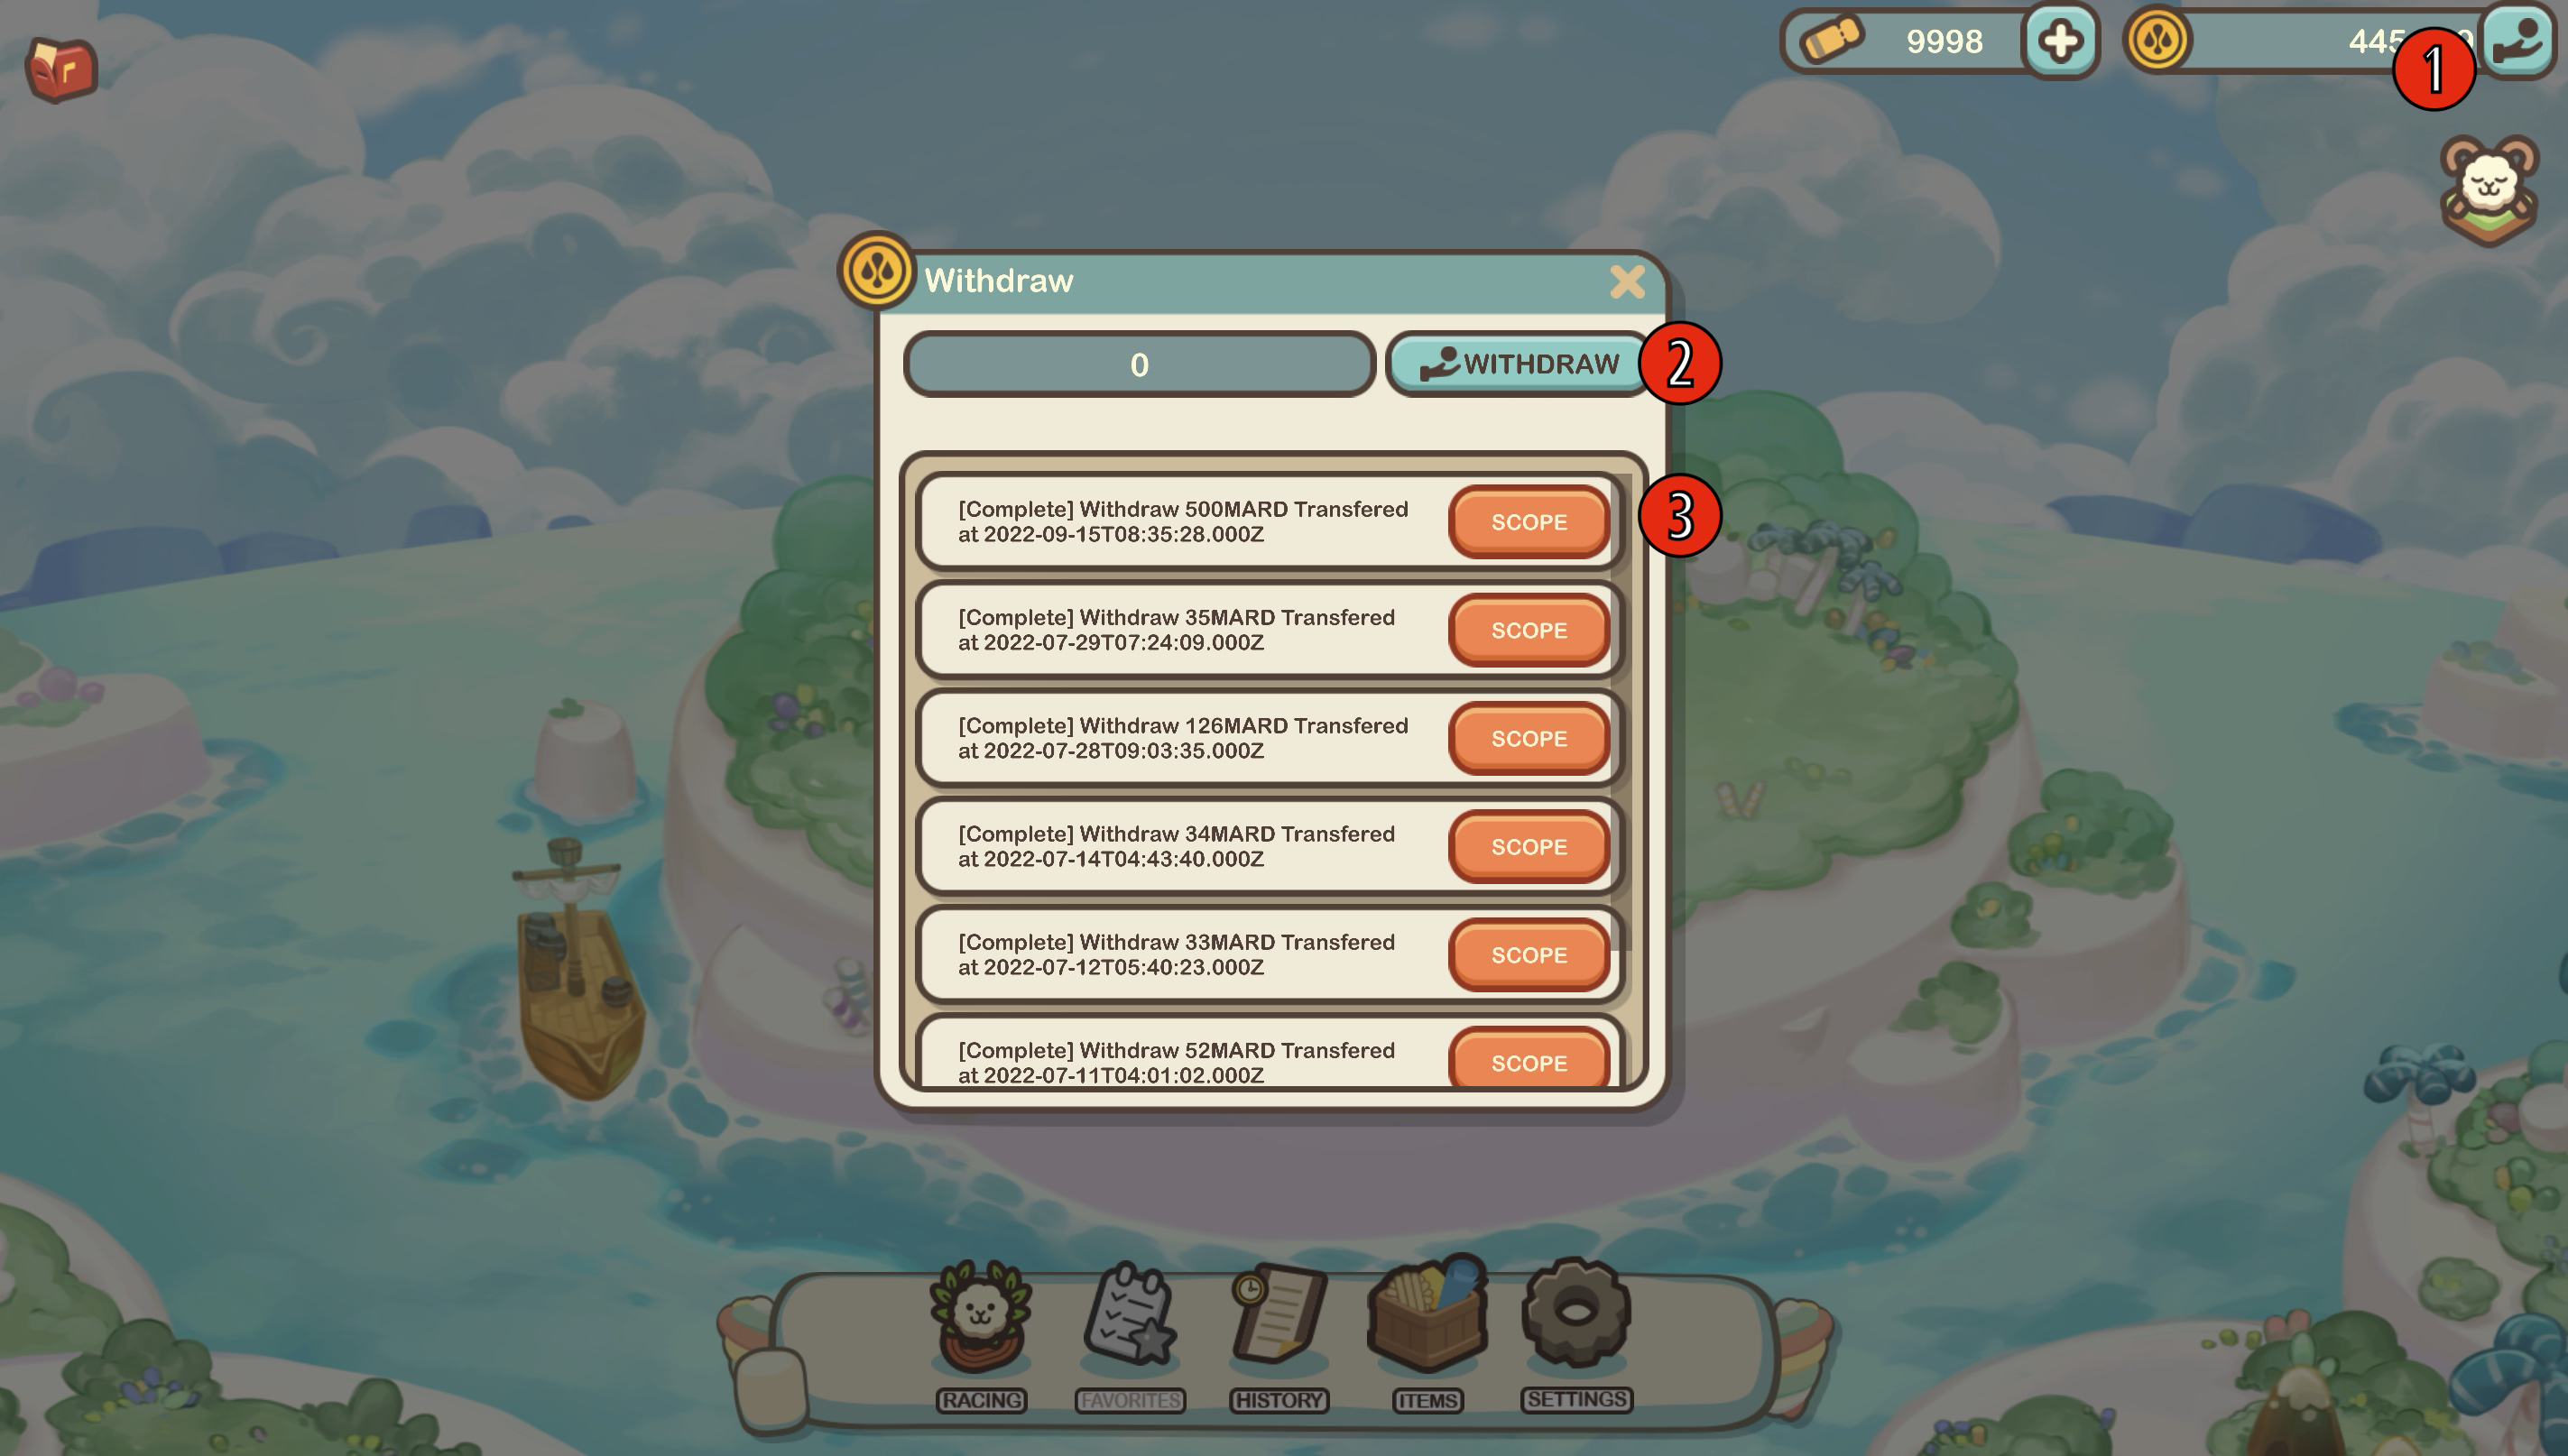 9998
1
Withdraw
0
WITHDRAW
2
[Complete] Withdraw 500MARD Transfered
at 2022-09-15T08:35:28.000Z
SCOPE
3
[Complete] Withdraw 35MARD Transfered
at 2022-07-29T07:24:09.000Z
SCOPE
[Complete] Withdraw 126MARD Transfered
at 2022-07-28T09:03:35.000Z
SCOPE
[Complete] Withdraw 34MARD Transfered
at 2022-07-14T04:43:40.000Z
SCOPE
[Complete] Withdraw 33MARD Transfered
at 2022-07-12T05:40:23.000Z
SCOPE
[Complete] Withdraw 52MARD Transfered
at 2022-07-11T04:01:02.000Z
SCOPE
RACING
FAVORITES
HISTORY
ITEMS
SETTINGS